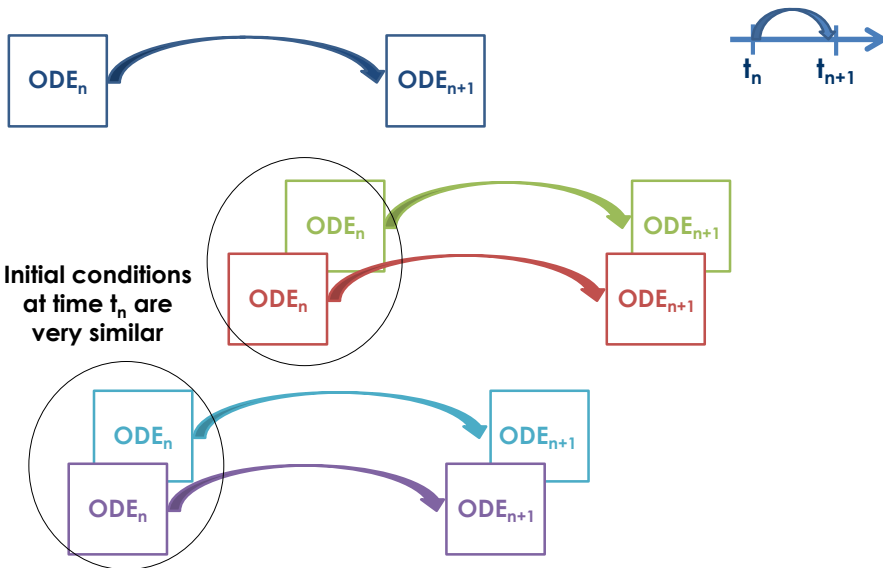 ODEₙ
ODEₙ₊₁
tₙ
tₙ₊₁
ODEₙ
ODEₙ₊₁
Initial conditions
at time tₙ are
very similar
ODEₙ
ODEₙ₊₁
ODEₙ
ODEₙ₊₁
ODEₙ
ODEₙ₊₁